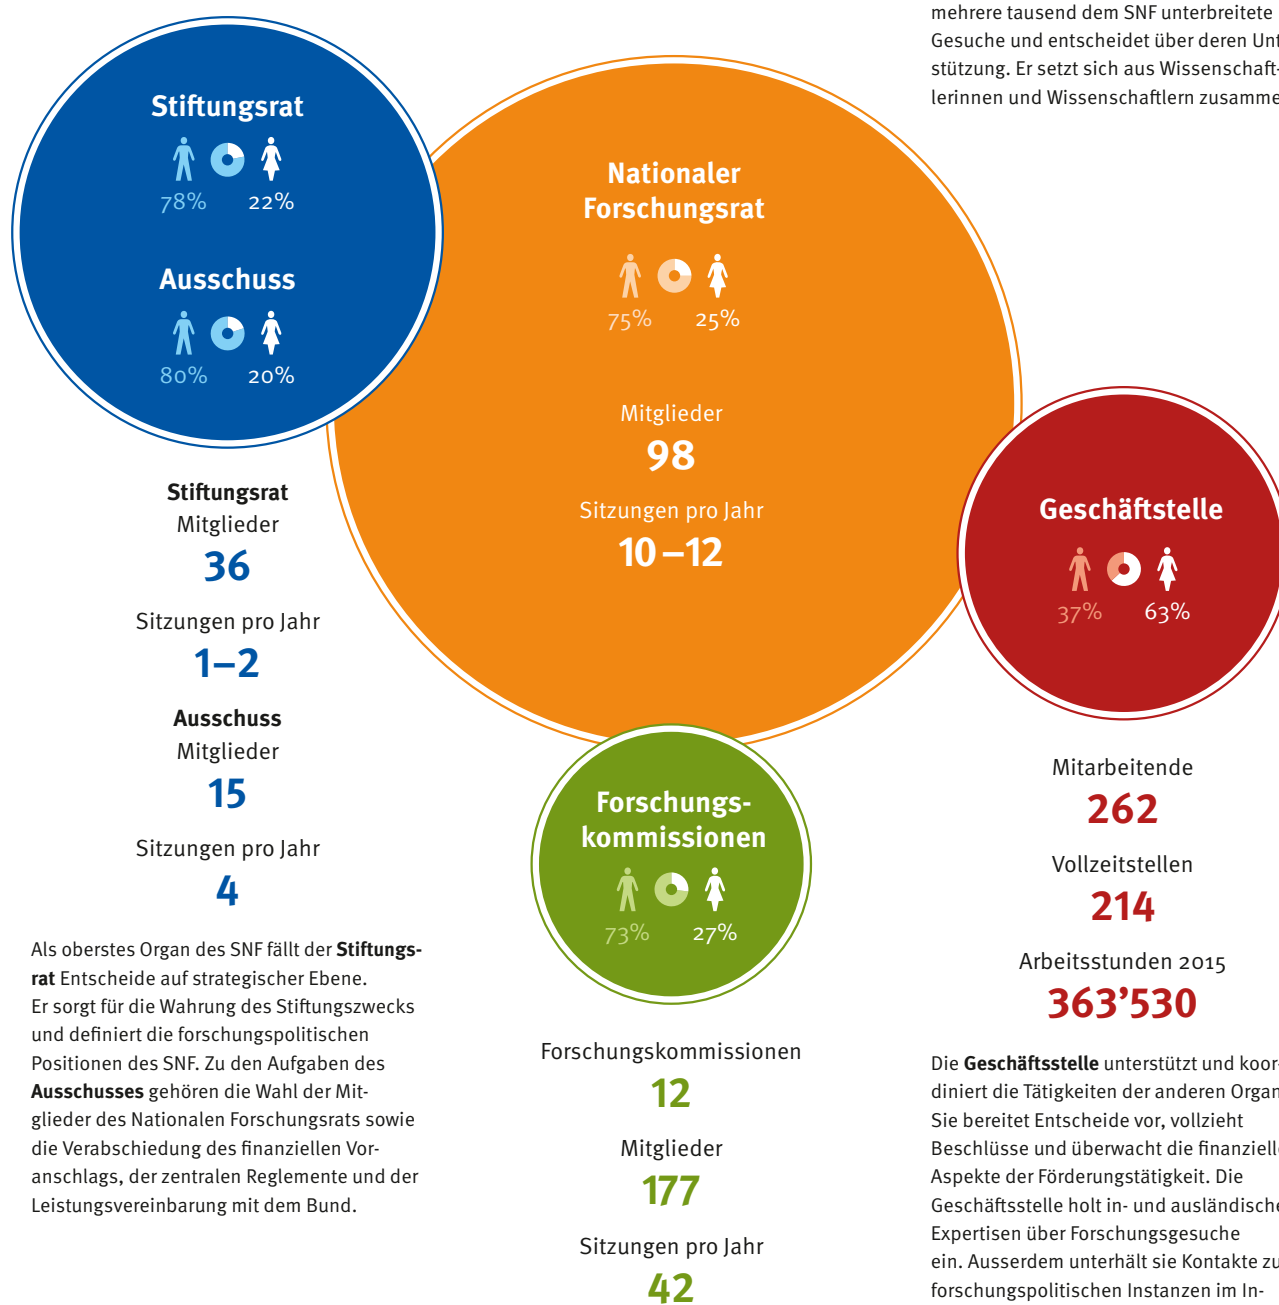 mehrere tausend dem SNF unterbreitete
Gesuche und entscheidet über deren Unt
stützung. Er setzt sich aus Wissenschaft-
lerinnen und Wissenschaftlern zusamme
Stiftungsrat
78% 22%
Ausschuss
80% 20%
Nationaler
Forschungsrat
75% 25%
Mitglieder
98
Sitzungen pro Jahr
10–12
Geschäftstelle
37% 63%
Stiftungsrat
Mitglieder
36
Sitzungen pro Jahr
1–2
Ausschuss
Mitglieder
15
Sitzungen pro Jahr
4
Als oberstes Organ des SNF fällt der Stiftungs-
rat Entscheide auf strategischer Ebene.
Er sorgt für die Wahrung des Stiftungszwecks
und definiert die forschungspolitischen
Positionen des SNF. Zu den Aufgaben des
Ausschusses gehören die Wahl der Mit-
glieder des Nationalen Forschungsrats sowie
die Verabschiedung des finanziellen Vor-
anschlags, der zentralen Reglemente und der
Leistungsvereinbarung mit dem Bund.
Forschungs-
kommissionen
73% 27%
Forschungskommissionen
12
Mitglieder
177
Sitzungen pro Jahr
42
Mitarbeitende
262
Vollzeitstellen
214
Arbeitsstunden 2015
363’530
Die Geschäftsstelle unterstützt und koor-
diniert die Tätigkeiten der anderen Organ
Sie bereitet Entscheide vor, vollzieht
Beschlüsse und überwacht die finanzielle
Aspekte der Förderungstätigkeit. Die
Geschäftsstelle holt in- und ausländische
Expertisen über Forschungsgesuche
ein. Ausserdem unterhält sie Kontakte zu
forschungspolitischen Instanzen im In-